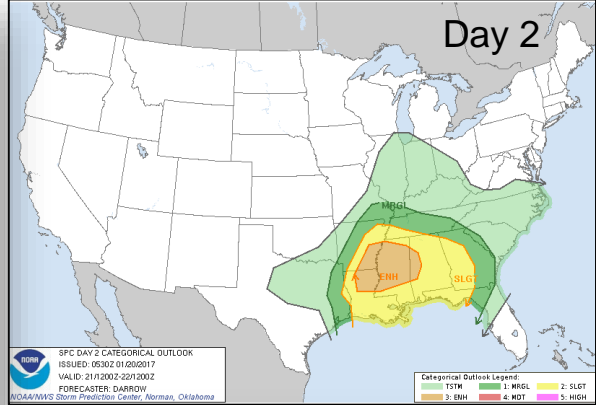 Day 2
MRGL
ENH
SLGT
NOAA
SPC DAY 2 CATEGORICAL OUTLOOK
ISSUED: 0530Z 01/20/2017
VALID: 21/1200Z-22/1200Z
FORECASTER: DARROW
NOAA/NWS Storm Prediction Center, Norman, Oklahoma
Categorical Outlook Legend:
TSTM 1: MRGL 2: SLGT
3: ENH 4: MDT 5: HIGH